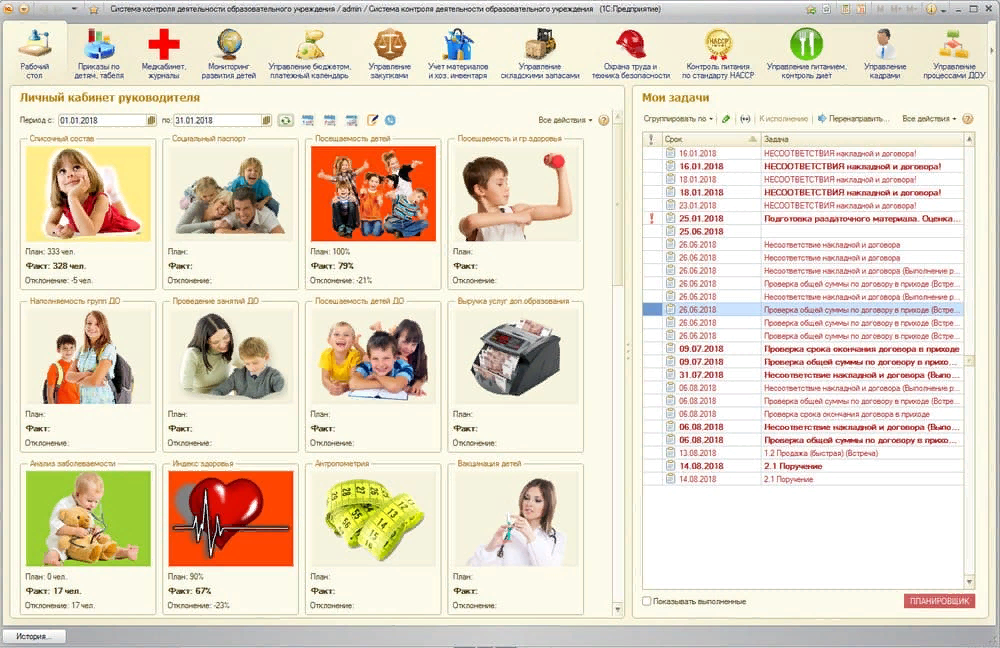 Система контроля деятельности образовательного учреждения / admin / Система контроля деятельности образовательного учреждения (1С:Предприятие)
M M+ M-
Рабочий стол
Приказы по детям, табеля
Медкабинет, журналы
Мониторинг развития детей
Управление бюджетом, платежный календарь
Управление закупками
Учет материалов и хоз. инвентаря
Управление складскими запасами
Охрана труда и техника безопасности
Контроль питания по стандарту HACCP
Управление питанием, контроль диет
Управление кадрами
Управление процессами ДОУ
Личный кабинет руководителя
Период с: 01.01.2018 по: 31.01.2018 Все действия
Списочный состав
План: 333 чел.
Факт: 328 чел.
Отклонение: -5 чел.
Социальный паспорт
План:
Факт:
Отклонение:
Посещаемость детей
План: 100%
Факт: 79%
Отклонение: -21%
Посещаемость и гр.здоровья
План:
Факт:
Отклонение:
Наполняемость групп ДО
План:
Факт:
Отклонение:
Проведение занятий ДО
План:
Факт:
Отклонение:
Посещаемость детей ДО
План:
Факт:
Отклонение:
Выручка услуг доп.образования
План:
Факт:
Отклонение:
Анализ заболеваемости
План: 0 чел.
Факт: 17 чел.
Отклонение: 17 чел.
Индекс здоровья
План: 90%
Факт: 67%
Отклонение: -23%
Антропометрия
План:
Факт:
Отклонение:
Вакцинация детей
План:
Факт:
Отклонение:
Мои задачи
Сгруппировать по К исполнению Перенаправить... Все действия
Срок Задача
16.01.2018 НЕСООТВЕТСТВИЯ накладной и договора!
16.01.2018 НЕСООТВЕТСТВИЯ накладной и договора!
18.01.2018 НЕСООТВЕТСТВИЯ накладной и договора!
18.01.2018 НЕСООТВЕТСТВИЯ накладной и договора!
23.01.2018 НЕСООТВЕТСТВИЯ накладной и договора!
25.01.2018 Подготовка раздаточного материала. Оценка...
25.06.2018
26.06.2018 Несоответствие накладной и договора
26.06.2018 Несоответствие накладной и договора
26.06.2018 Несоответствие накладной и договора (Выполнение р...
26.06.2018 Проверка общей суммы по договору в приходе (Встре...
26.06.2018 Несоответствие накладной и договора (Выполнение р...
26.06.2018 Проверка общей суммы по договору в приходе (Встре...
26.06.2018 Проверка общей суммы по договору в приходе (Встре...
26.06.2018 Проверка общей суммы по договору в приходе (Встре...
09.07.2018 Проверка срока окончания договора в приходе
09.07.2018 Проверка общей суммы по договору в прихо...
31.07.2018 Несоответствие накладной и договора (Выпо...
06.08.2018 Несоответствие накладной и договора (Выполнение р...
06.08.2018 Проверка общей суммы по договору в приходе (Встре...
06.08.2018 Проверка срока окончания договора в приходе
06.08.2018 Несоответствие накладной и договора (Выпо...
06.08.2018 Проверка общей суммы по договору в прихо...
13.08.2018 1.2 Продажа (быстрая) (Встреча)
14.08.2018 2.1 Поручение
14.08.2018 2.1 Поручение
Показывать выполненные ПЛАНИРОВЩИК
История...